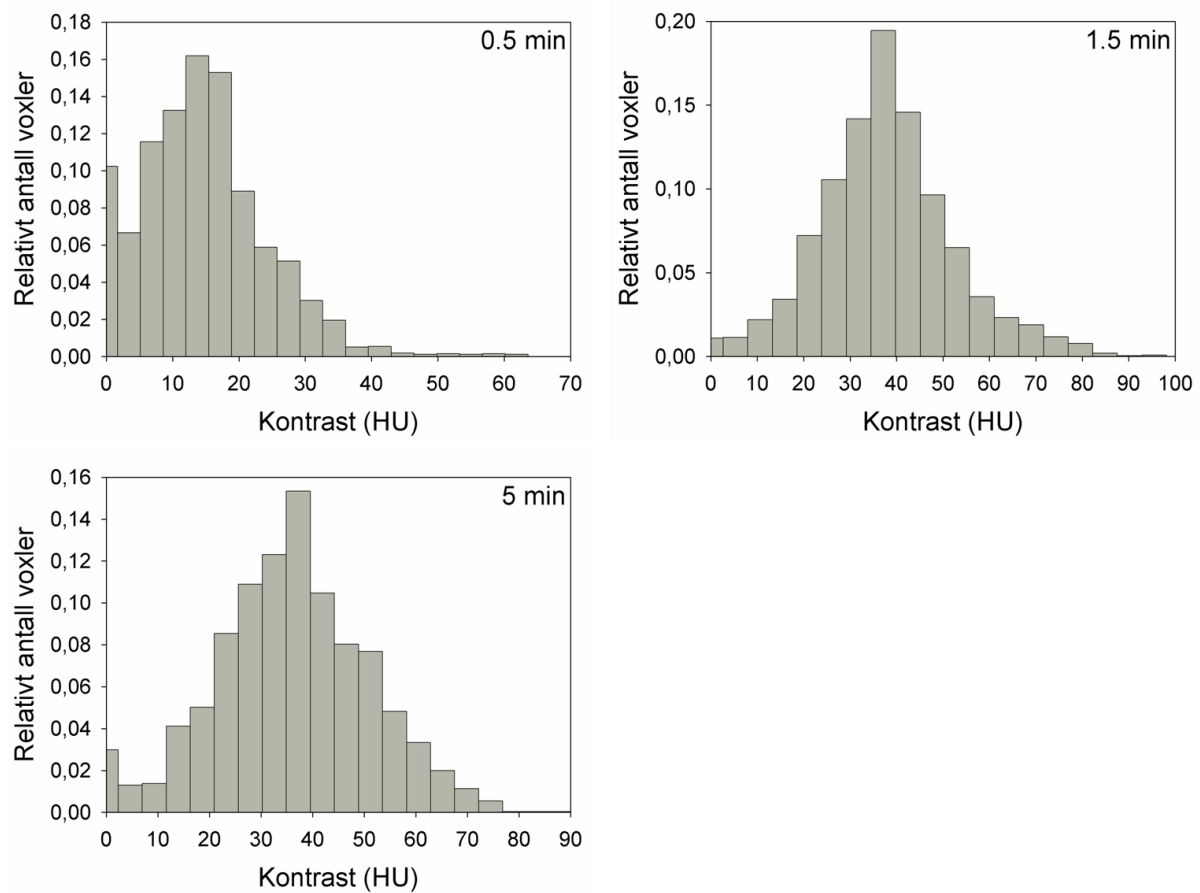 0.5 min
Relativt antall voxler
0,18
0,16
0,14
0,12
0,10
0,08
0,06
0,04
0,02
0,00
0 10 20 30 40 50 60 70
Kontrast (HU)
1.5 min
Relativt antall voxler
0,20
0,15
0,10
0,05
0,00
0 10 20 30 40 50 60 70 80 90 100
Kontrast (HU)
5 min
Relativt antall voxler
0,16
0,14
0,12
0,10
0,08
0,06
0,04
0,02
0,00
0 10 20 30 40 50 60 70 80 90
Kontrast (HU)